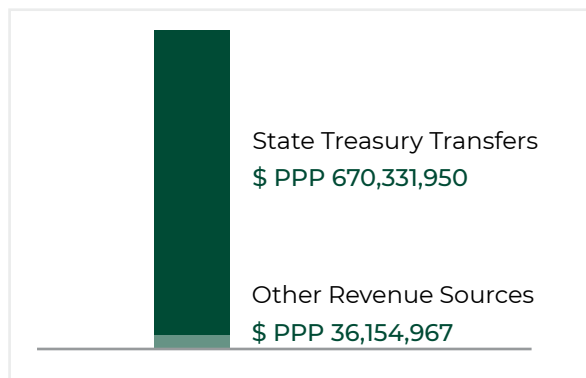 State Treasury Transfers
$ PPP 670,331,950
Other Revenue Sources
$ PPP 36,154,967